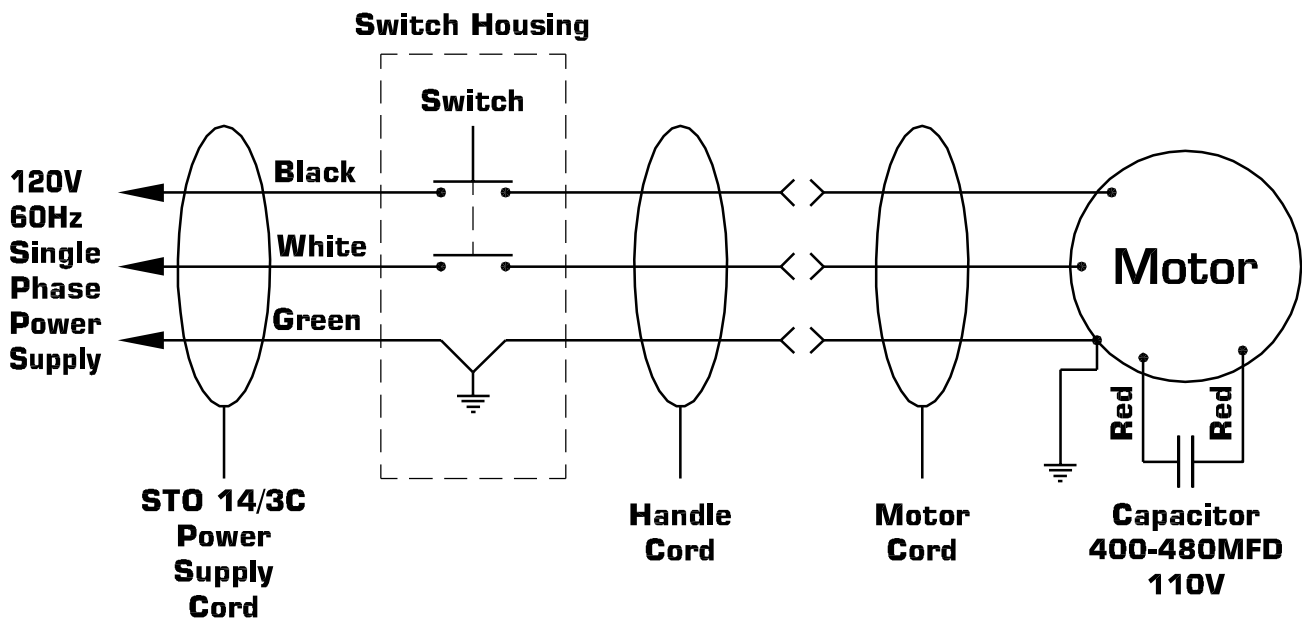 Switch Housing
Switch
120V
60Hz
Single
Phase
Power
Supply
Black
White
Green
Motor
Red
Red
STO 14/3C
Power
Supply
Cord
Handle
Cord
Motor
Cord
Capacitor
400-480MFD
110V